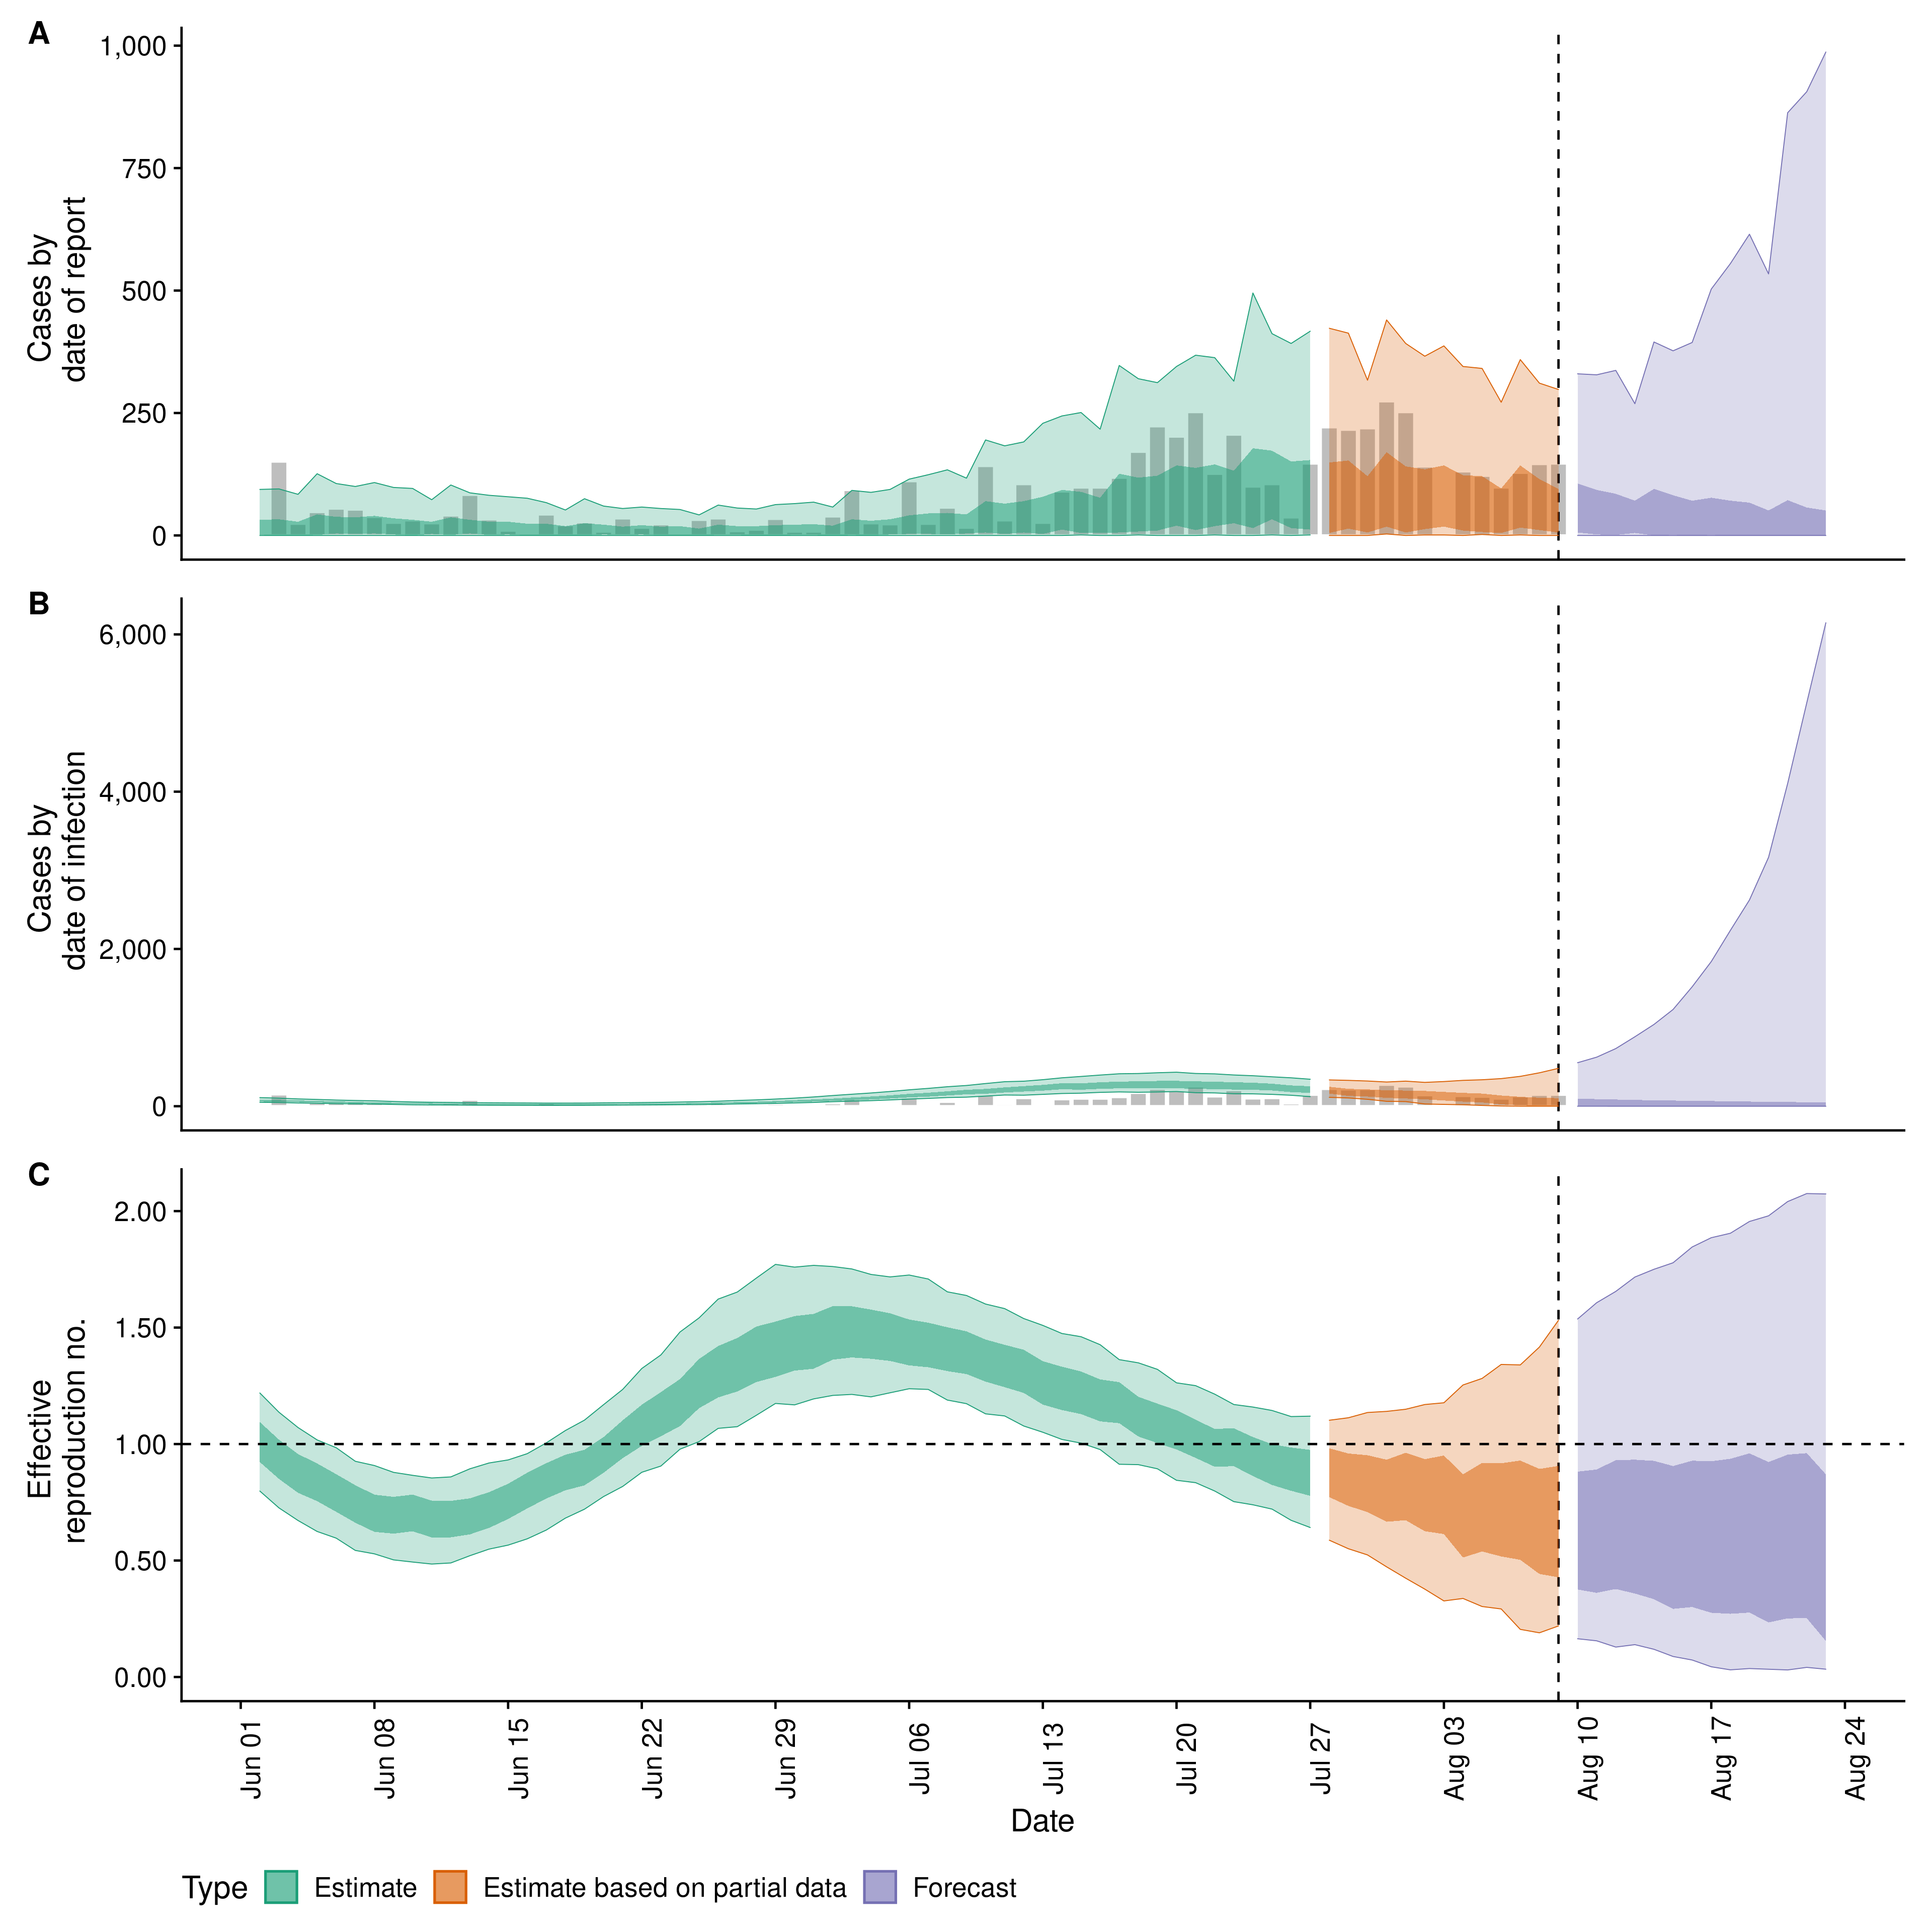 A
1,000
750
500
250
0
Cases by
date of report
B
6,000
4,000
2,000
0
Cases by
date of infection
C
2.00
1.50
1.00
0.50
0.00
Effective
reproduction no.
Jun 01
Jun 08
Jun 15
Jun 22
Jun 29
Jul 06
Jul 13
Jul 20
Jul 27
Aug 03
Aug 10
Aug 17
Aug 24
Date
Type Estimate Estimate based on partial data Forecast